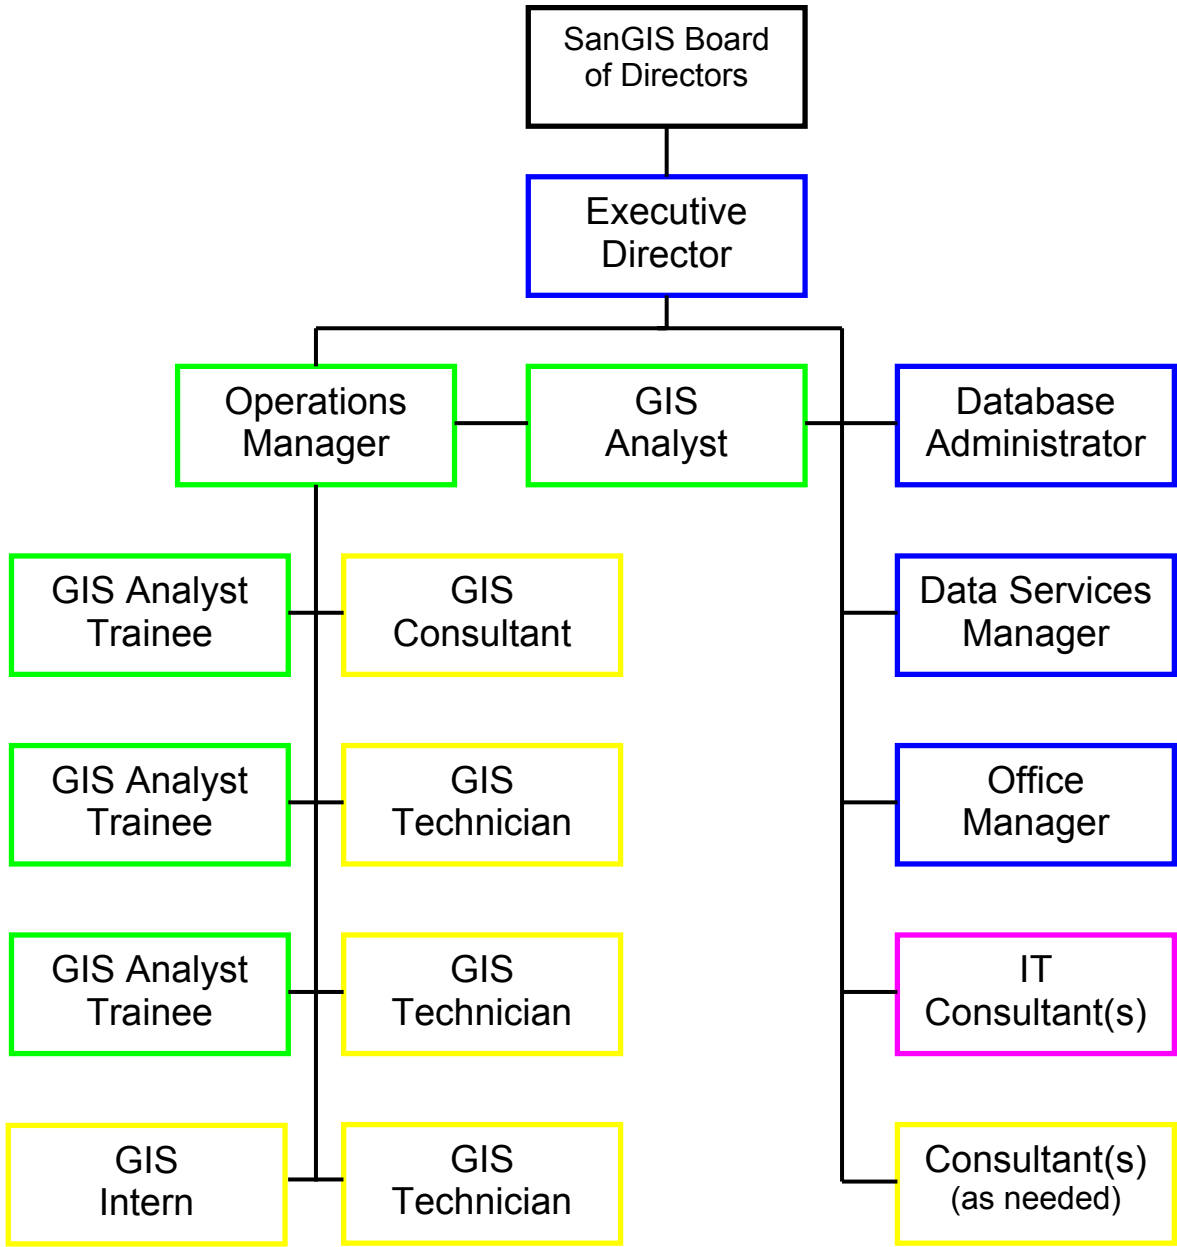 SanGIS Board
of Directors
Executive
Director
Operations
Manager
GIS
Analyst
Database
Administrator
GIS Analyst
Trainee
GIS
Consultant
Data Services
Manager
GIS Analyst
Trainee
GIS
Technician
Office
Manager
GIS Analyst
Trainee
GIS
Technician
IT
Consultant(s)
GIS
Intern
GIS
Technician
Consultant(s)
(as needed)